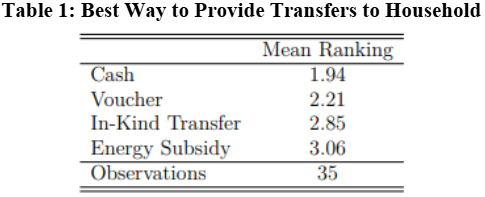 Table 1: Best Way to Provide Transfers to Household
Mean Ranking
Cash 1.94
Voucher 2.21
In-Kind Transfer 2.85
Energy Subsidy 3.06
Observations 35